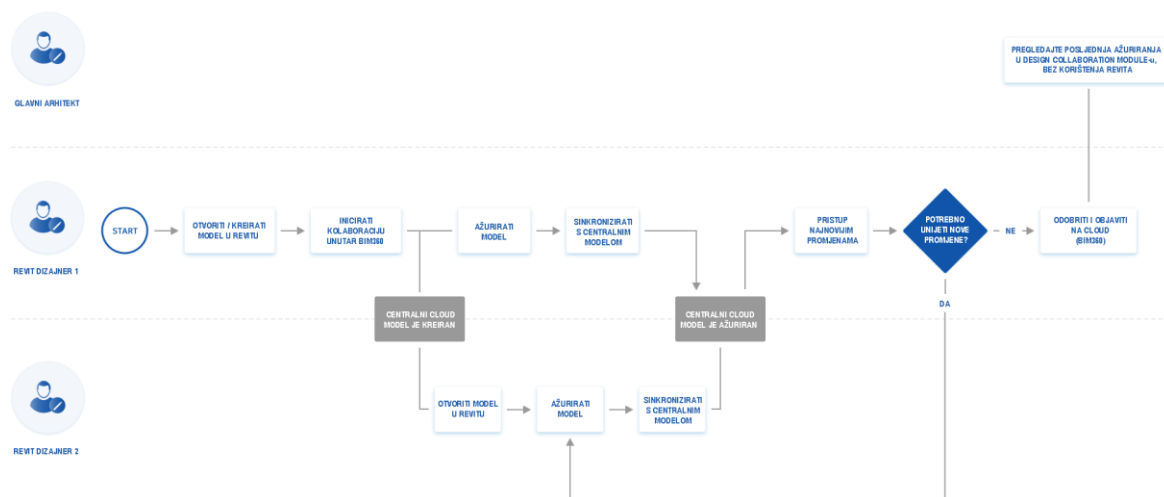 GLAVNI ARHITEKT
PREGLEDAJTE POSLJEDNJA AŽURIRANJA
U DESIGN COLLABORATION MODULE-u,
BEZ KORIŠTENJA REVITA
REVIT DIZAJNER 1
START
OTVORITI / KREIRATI
MODEL U REVITU
INICIRATI
KOLABORACIJU
UNUTAR BIM360
AŽURIRATI
MODEL
SINKRONIZIRATI
S CENTRALNIM
MODELOM
PRISTUP
NAJNOVIJIM
PROMJENAMA
POTREBNO
UNIJETI NOVE
PROMJENE?
NE
ODOBRITI I OBJAVITI
NA CLOUD
(BIM360)
DA
CENTRALNI CLOUD
MODEL JE KREIRAN
CENTRALNI CLOUD
MODEL JE AŽURIRAN
REVIT DIZAJNER 2
OTVORITI MODEL
U REVITU
AŽURIRATI
MODEL
SINKRONIZIRATI
S CENTRALNIM
MODELOM